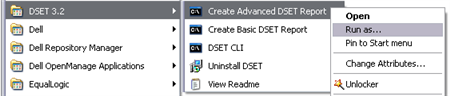 DSET 3.2
Dell
Dell Repository Manager
Dell OpenManage Applications
EqualLogic
Create Advanced DSET Report
Create Basic DSET Report
DSET CLI
Uninstall DSET
View Readme
Open
Run as...
Pin to Start menu
Change Attributes...
Unlocker